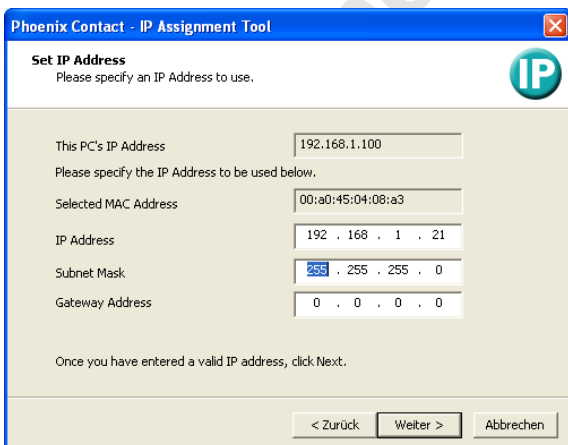 Phoenix Contact - IP Assignment Tool
Set IP Address
Please specify an IP Address to use.
IP
This PC's IP Address 192.168.1.100
Please specify the IP Address to be used below.
Selected MAC Address 00:a0:45:04:08:a3
IP Address 192 . 168 . 1 . 21
Subnet Mask 255 . 255 . 255 . 0
Gateway Address 0 . 0 . 0 . 0
Once you have entered a valid IP address, click Next.
< Zurück Weiter > Abbrechen